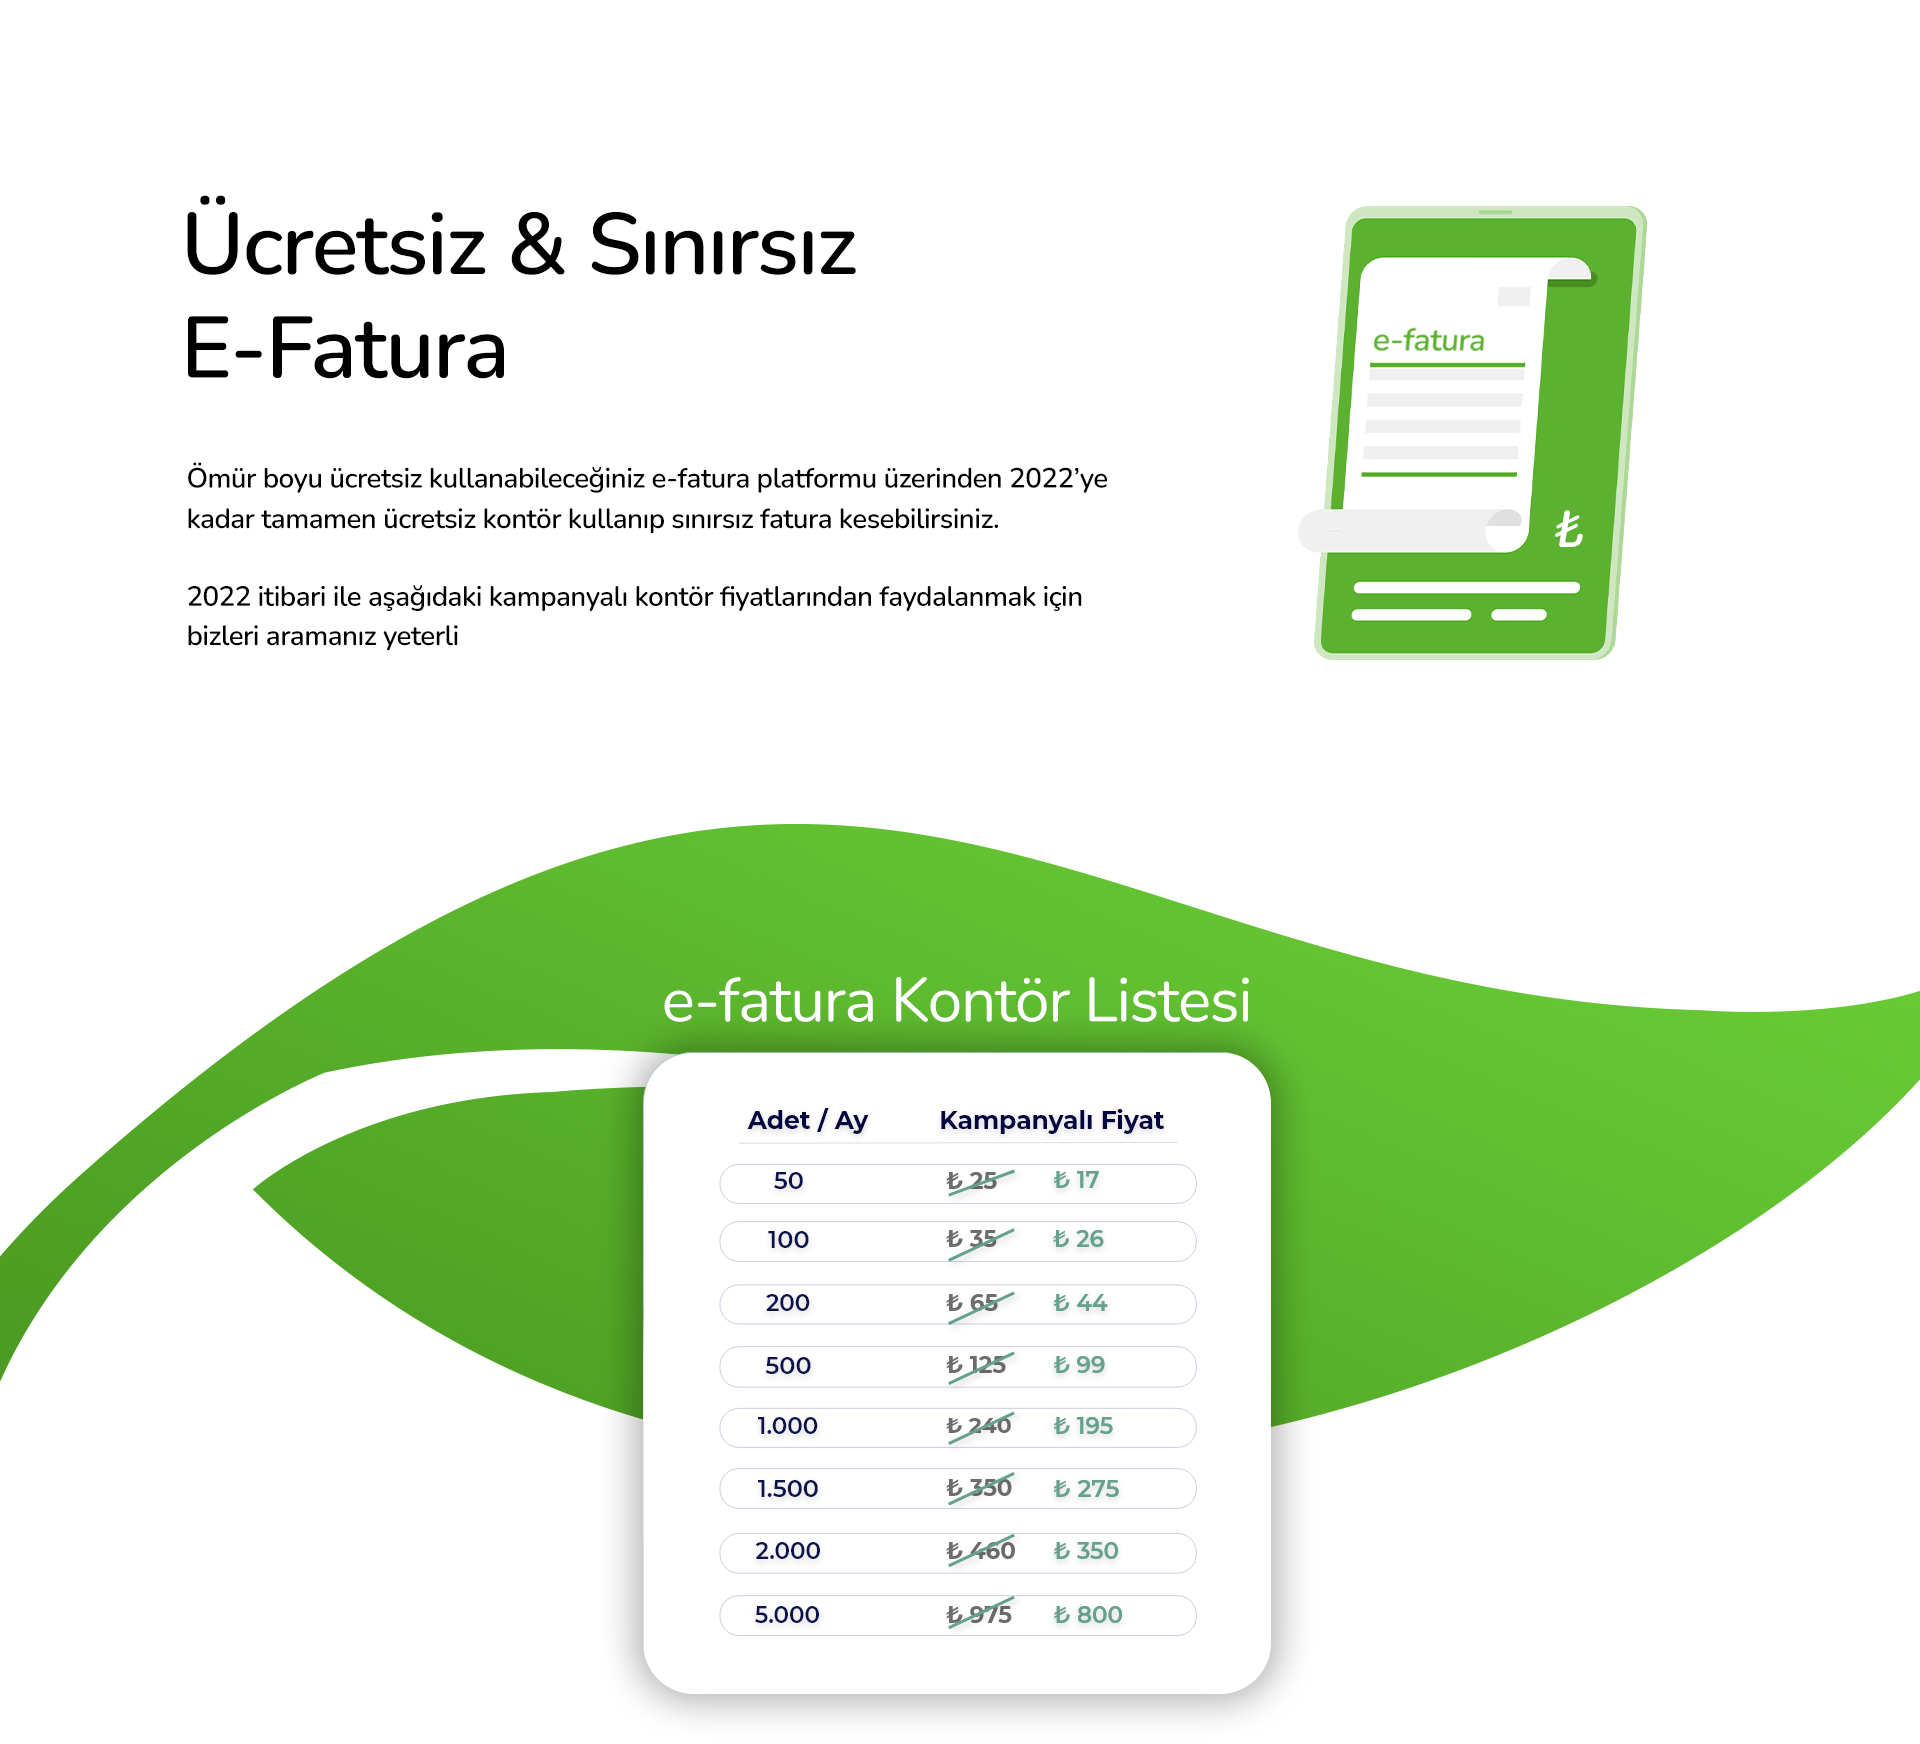 Ücretsiz & Sınırsız
E-Fatura
Ömür boyu ücretsiz kullanabileceğiniz e-fatura platformu üzerinden 2022’ye
kadar tamamen ücretsiz kontör kullanıp sınırsız fatura kesebilirsiniz.
2022 itibari ile aşağıdaki kampanyalı kontör fiyatlarından faydalanmak için
bizleri aramanız yeterli
e-fatura
₺
e-fatura Kontör Listesi
Adet / Ay Kampanyalı Fiyat
50 ₺ 25 ₺ 17
100 ₺ 35 ₺ 26
200 ₺ 65 ₺ 44
500 ₺ 125 ₺ 99
1.000 ₺ 240 ₺ 195
1.500 ₺ 350 ₺ 275
2.000 ₺ 460 ₺ 350
5.000 ₺ 975 ₺ 800